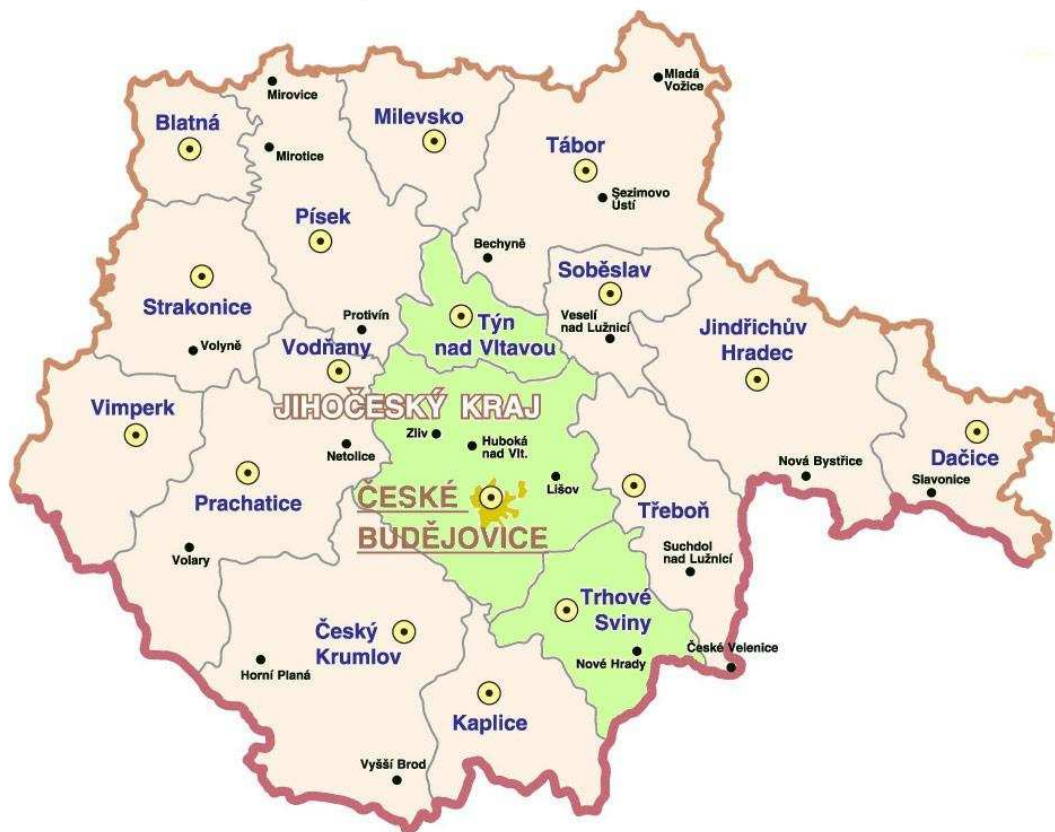 Mladá
Vožice
Mirovice
Blatná
Milevsko
Mirotice
Tábor
Sezimovo
Ústí
Písek
Bechyně
Soběslav
Strakonice
Protivín
Týn
nad Vltavou
Veselí
nad Lužnicí
Jindřichův
Hradec
Volyně
Vodňany
Vimperk
JIHOČESKÝ KRAJ
Zliv
Huboká
nad Vlt.
Netolice
Prachatice
Lišov
Nová Bystřice
Dačice
Slavonice
ČESKÉ
BUDĚJOVICE
Třeboň
Suchdol
nad Lužnicí
Volary
Trhové
Sviny
Český
Krumlov
České Velenice
Nové Hrady
Horní Planá
Kaplice
Vyšší Brod